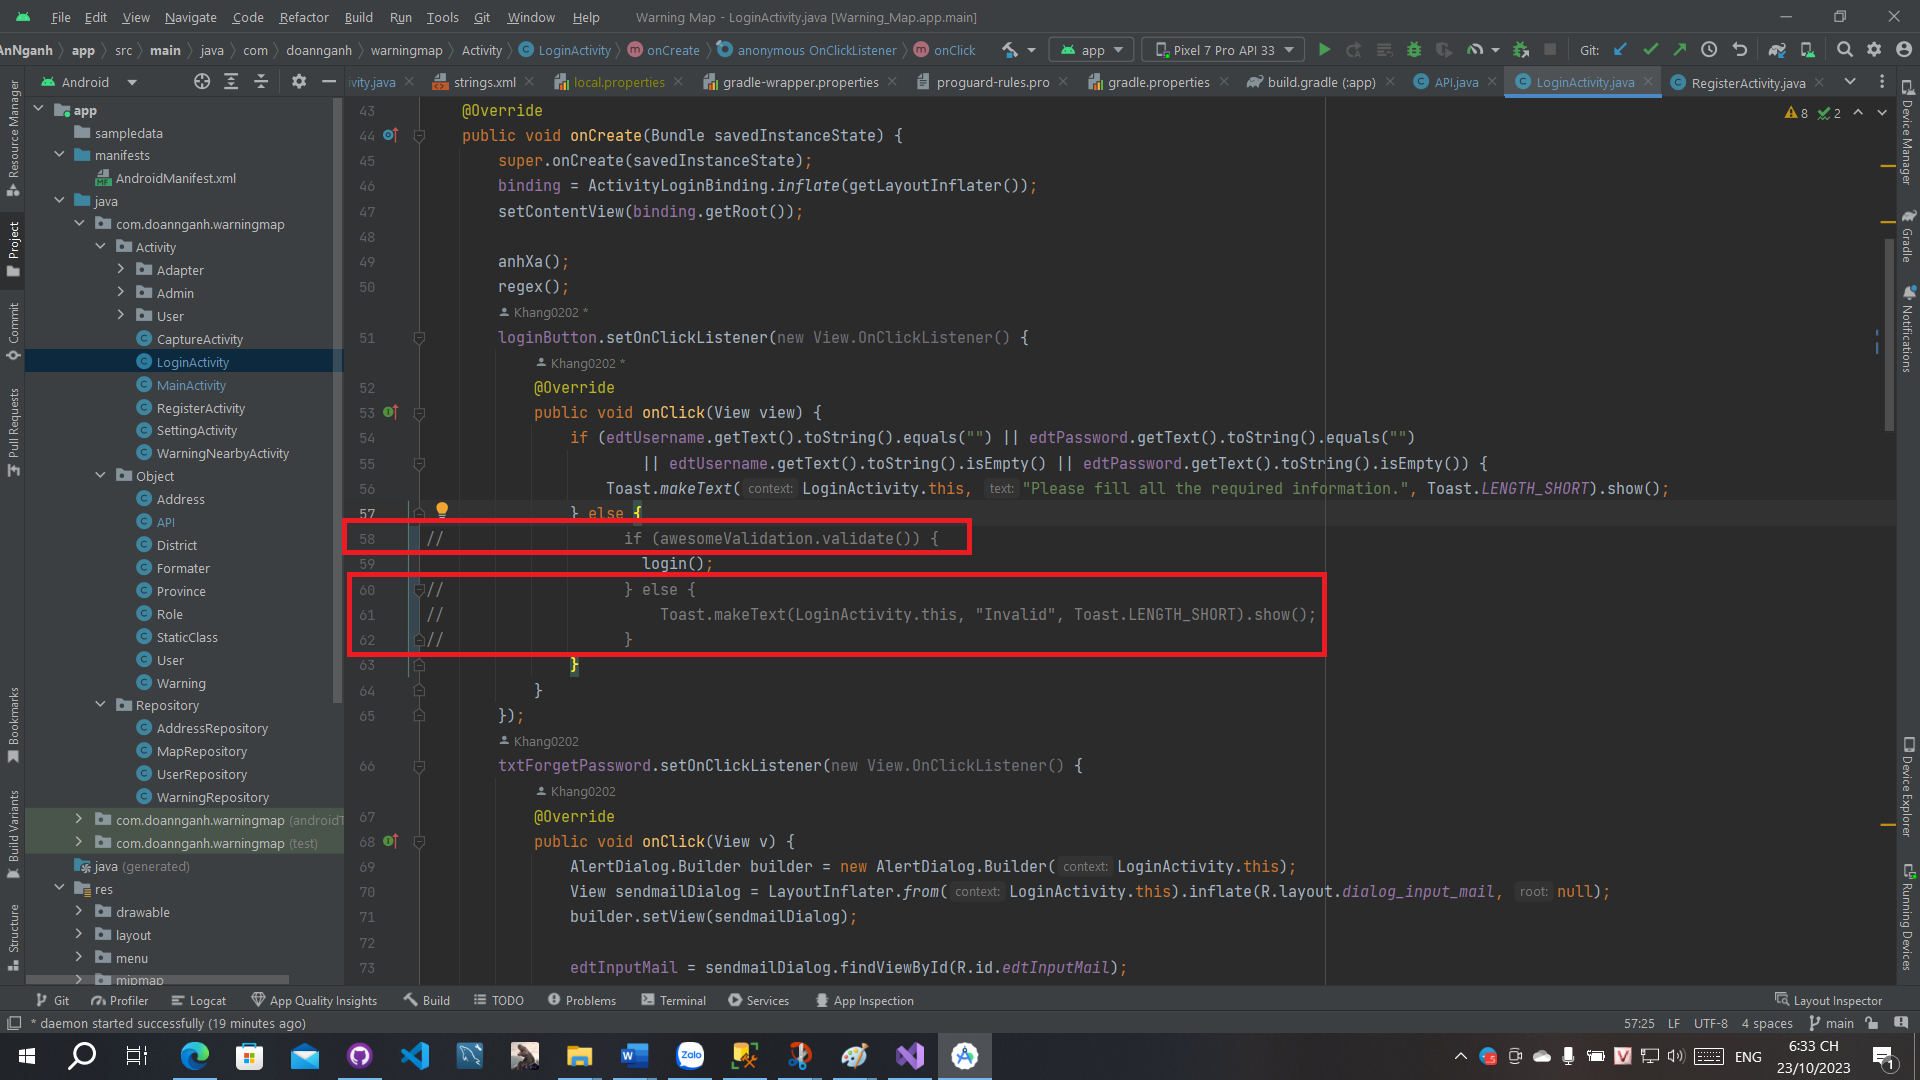 File Edit View Navigate Code Refactor Build Run Tools Git Window Help Warning Map - LoginActivity.java [Warning_Map.app.main]
AnNganh app src main java com doannganh warningmap Activity LoginActivity onCreate anonymous OnClickListener onClick app Pixel 7 Pro API 33 Git:
Android
ivity.java strings.xml local.properties gradle-wrapper.properties proguard-rules.pro gradle.properties build.gradle (:app) API.java LoginActivity.java RegisterActivity.java
Resource Manager
Project
Commit
Pull Requests
Bookmarks
Build Variants
Structure
app
sampledata
manifests
AndroidManifest.xml
java
com.doannganh.warningmap
Activity
Adapter
Admin
User
CaptureActivity
LoginActivity
MainActivity
RegisterActivity
SettingActivity
WarningNearbyActivity
Object
Address
API
District
Formater
Province
Role
StaticClass
User
Warning
Repository
AddressRepository
MapRepository
UserRepository
WarningRepository
com.doannganh.warningmap (androidT
com.doannganh.warningmap (test)
java (generated)
res
drawable
layout
menu
mipmap
8 2
43 @Override
44 public void onCreate(Bundle savedInstanceState) {
45 super.onCreate(savedInstanceState);
46 binding = ActivityLoginBinding.inflate(getLayoutInflater());
47 setContentView(binding.getRoot());
48
49 anhXa();
50 regex();
Khang0202 *
51 loginButton.setOnClickListener(new View.OnClickListener() {
Khang0202 *
52 @Override
53 public void onClick(View view) {
54 if (edtUsername.getText().toString().equals("") || edtPassword.getText().toString().equals("")
55 || edtUsername.getText().toString().isEmpty() || edtPassword.getText().toString().isEmpty()) {
56 Toast.makeText( context: LoginActivity.this, text: "Please fill all the required information.", Toast.LENGTH_SHORT).show();
57 } else {
58 // if (awesomeValidation.validate()) {
59 login();
60 // } else {
61 // Toast.makeText(LoginActivity.this, "Invalid", Toast.LENGTH_SHORT).show();
62 // }
63 }
64 }
65 });
Khang0202
66 txtForgetPassword.setOnClickListener(new View.OnClickListener() {
Khang0202
67 @Override
68 public void onClick(View v) {
69 AlertDialog.Builder builder = new AlertDialog.Builder( context: LoginActivity.this);
70 View sendmailDialog = LayoutInflater.from( context: LoginActivity.this).inflate(R.layout.dialog_input_mail, root: null);
71 builder.setView(sendmailDialog);
72
73 edtInputMail = sendmailDialog.findViewById(R.id.edtInputMail);
Device Manager
Gradle
Notifications
Device Explorer
Running Devices
Git Profiler Logcat App Quality Insights Build TODO Problems Terminal Services App Inspection Layout Inspector
* daemon started successfully (19 minutes ago) 57:25 LF UTF-8 4 spaces main
Zalo
ENG
6:33 CH
23/10/2023
1